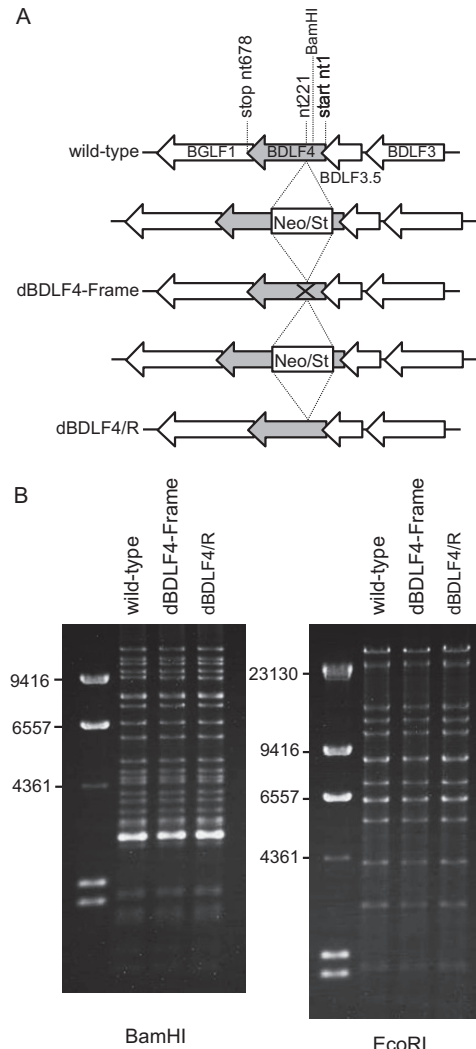 A
stop nt678
nt221
BamHI
start nt1
wild-type
BGLF1
BDLF4
BDLF3
BDLF3.5
Neo/St
dBDLF4-Frame
Neo/St
dBDLF4/R
B
wild-type
dBDLF4-Frame
dBDLF4/R
9416
6557
4361
BamHI
wild-type
dBDLF4-Frame
dBDLF4/R
23130
9416
6557
4361
EcoRI